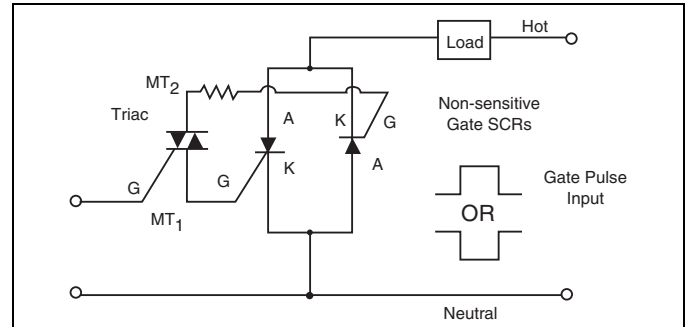 Hot
Load
MT2
Triac
A
K
G
Non-sensitive
Gate SCRs
G
G
K
A
MT1
OR
Gate Pulse
Input
Neutral